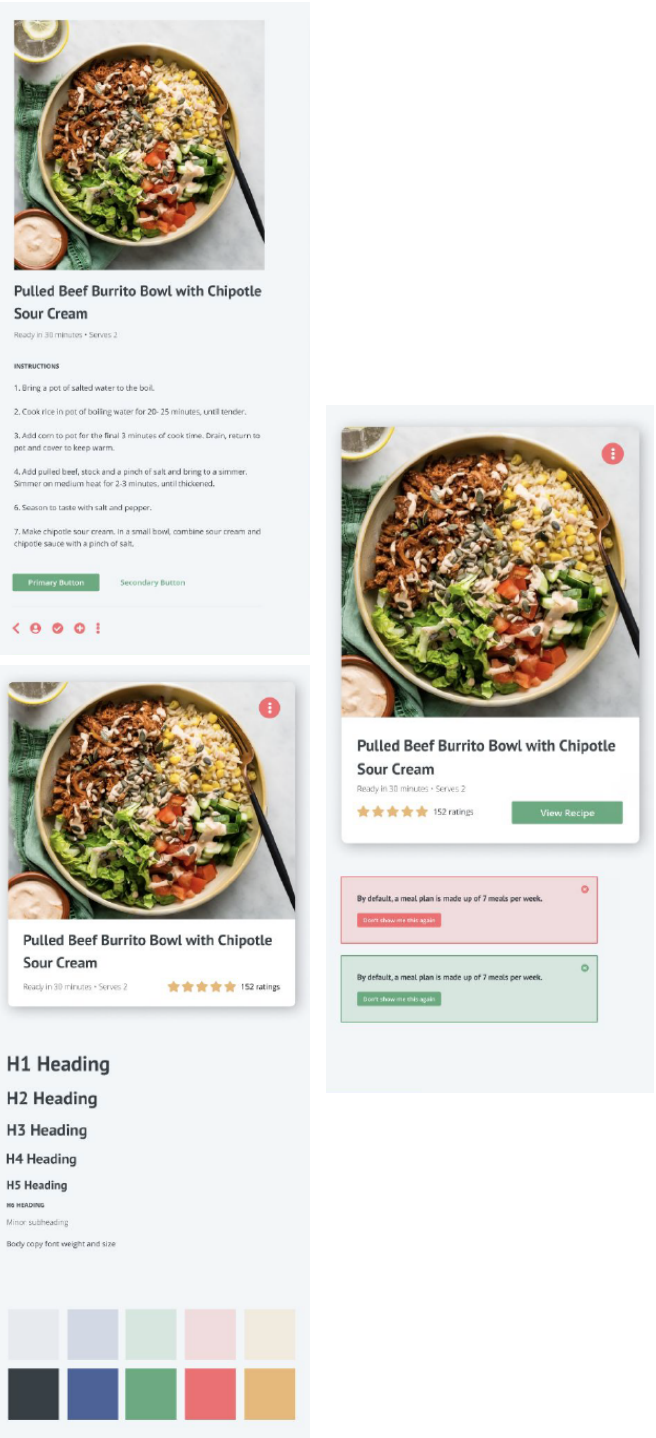 Pulled Beef Burrito Bowl with Chipotle
Sour Cream
Ready in 30 minutes • Serves 2
INSTRUCTIONS
1. Bring a pot of salted water to the boil.
2. Cook rice in pot of boiling water for 20- 25 minutes, until tender.
3. Add corn to pot for the final 3 minutes of cook time. Drain, return to
pot and cover to keep warm.
4. Add pulled beef, stock and a pinch of salt and bring to a simmer.
Simmer on medium heat for 2-3 minutes, until thickened.
6. Season to taste with salt and pepper.
7. Make chipotle sour cream. In a small bowl, combine sour cream and
chipotle sauce with a pinch of salt.
Primary Button Secondary Button
Pulled Beef Burrito Bowl with Chipotle
Sour Cream
Ready in 30 minutes • Serves 2 152 ratings
H1 Heading
H2 Heading
H3 Heading
H4 Heading
H5 Heading
H6 HEADING
Minor subheading
Body copy font weight and size
Pulled Beef Burrito Bowl with Chipotle
Sour Cream
Ready in 30 minutes • Serves 2
152 ratings View Recipe
By default, a meal plan is made up of 7 meals per week.
Don't show me this again
By default, a meal plan is made up of 7 meals per week.
Don't show me this again